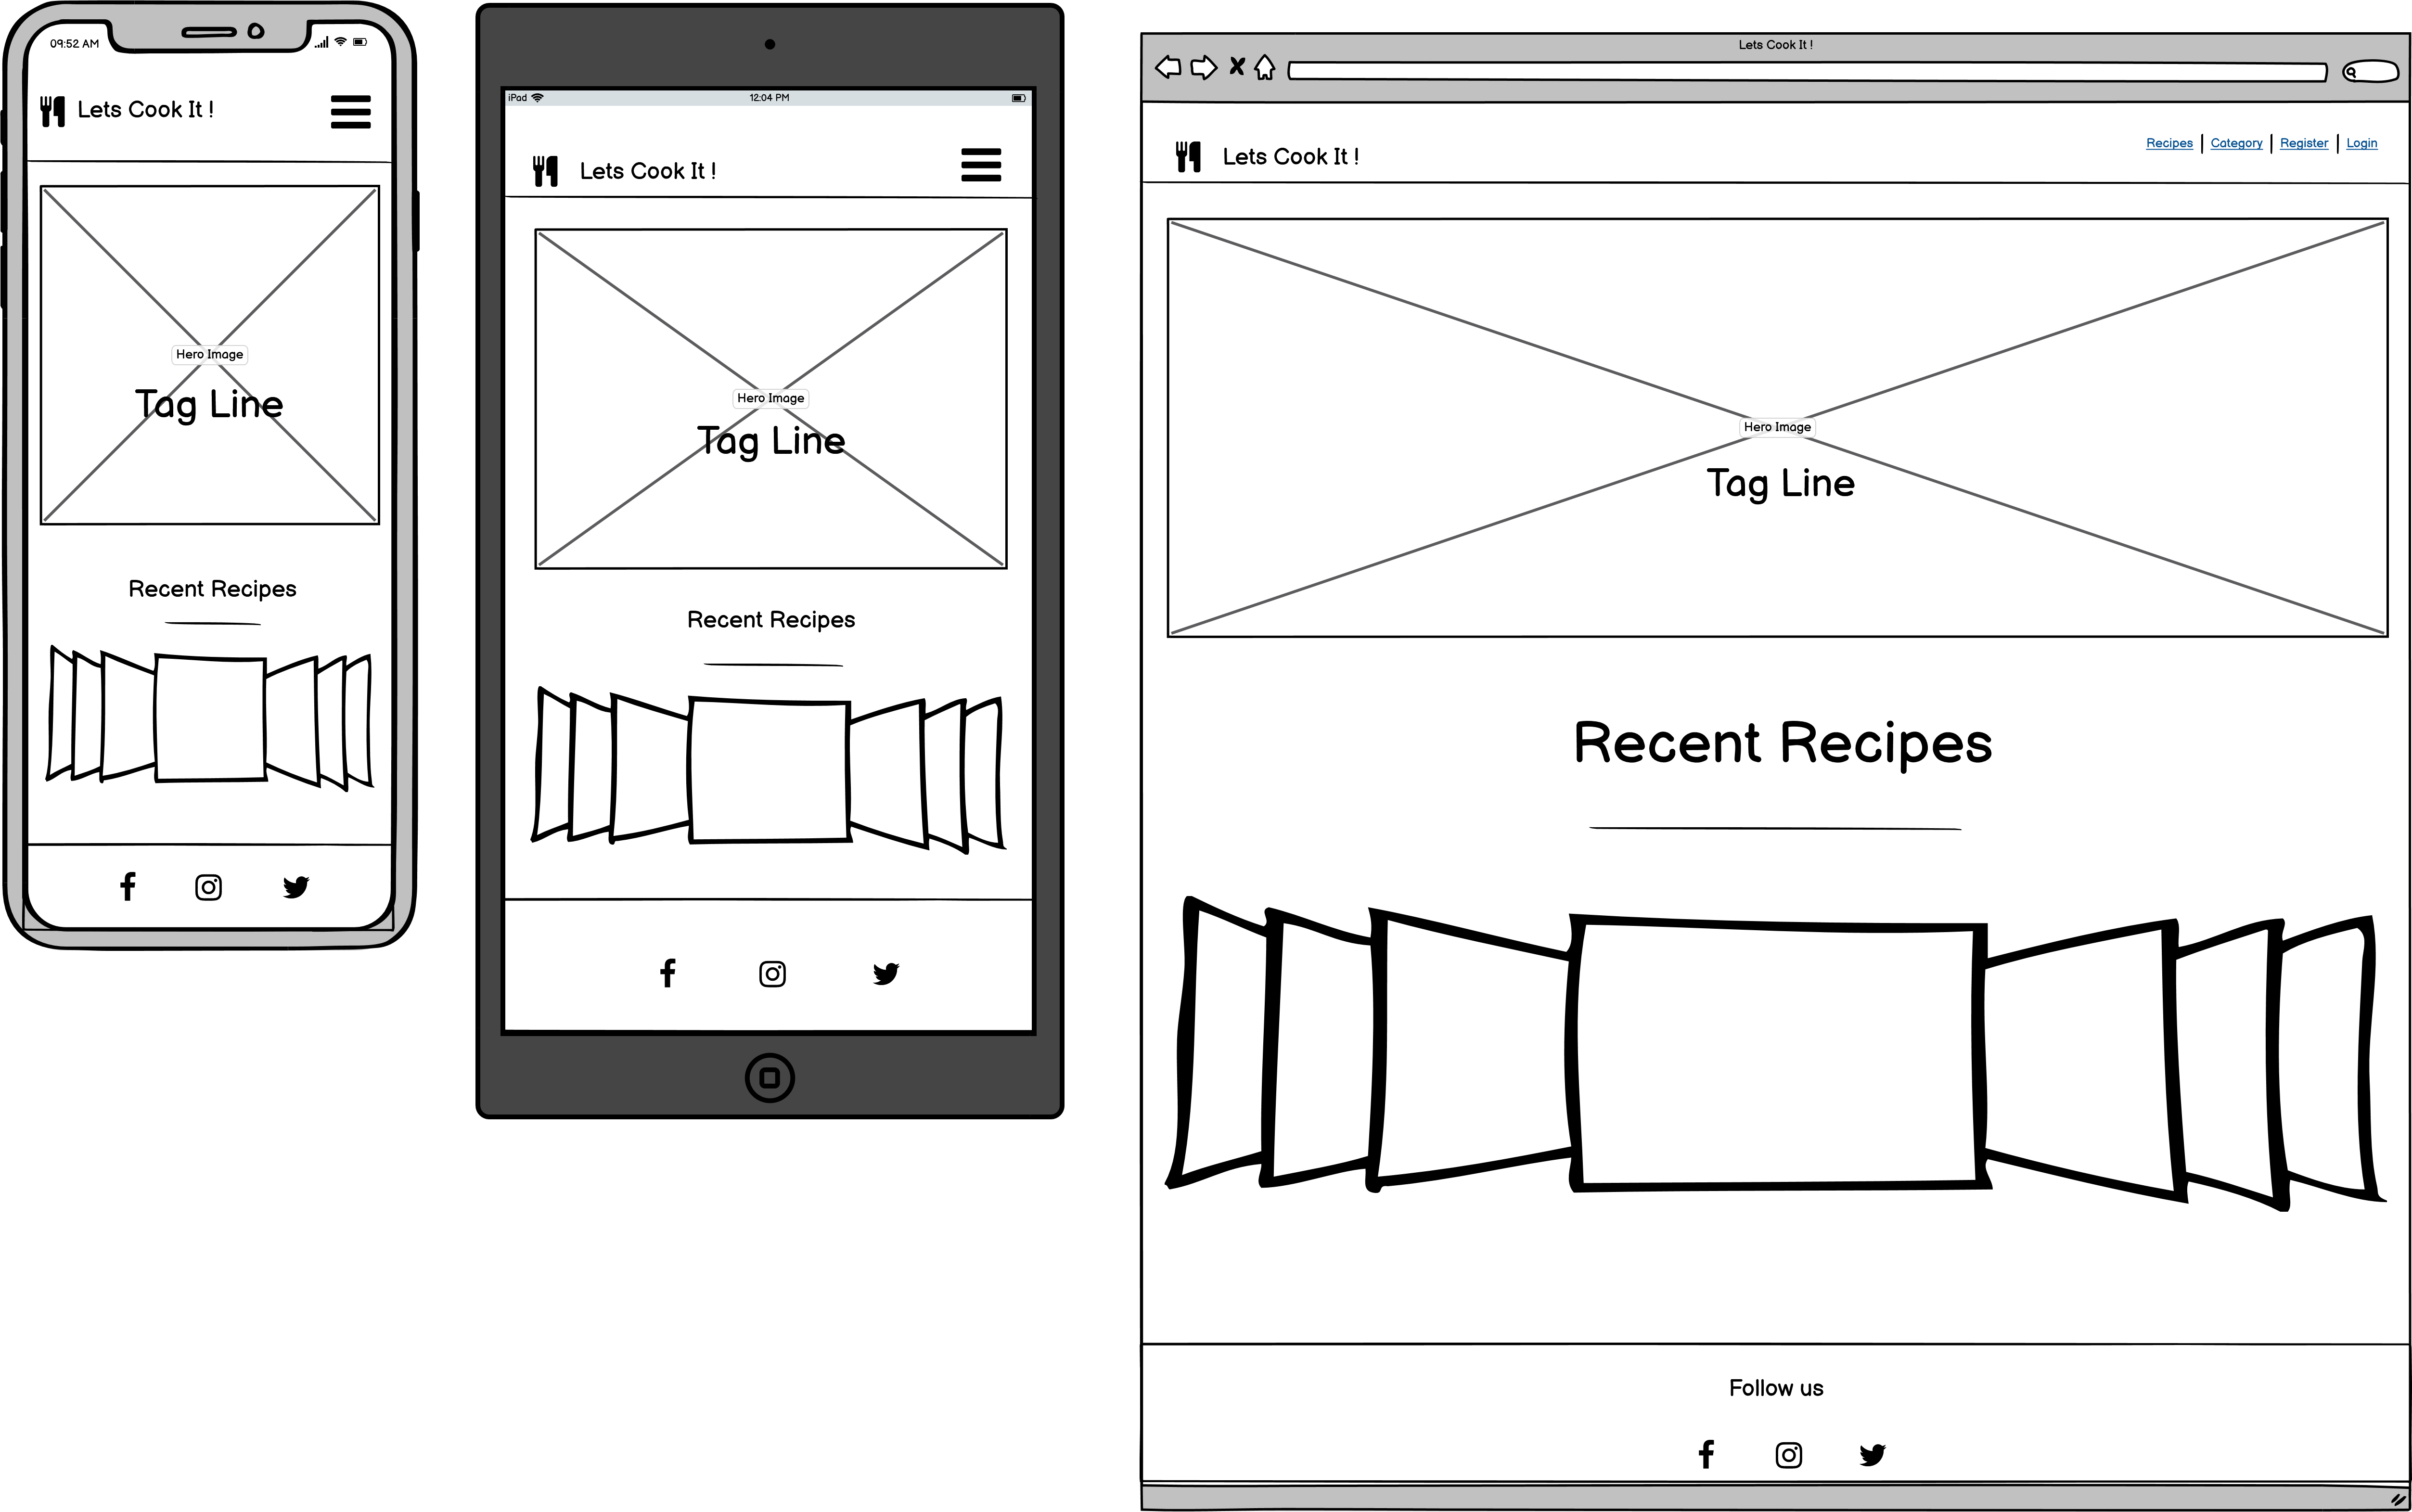 09:52 AM
Lets Cook It !
Hero Image
Tag Line
Recent Recipes
iPad
12:04 PM
Lets Cook It !
Hero Image
Tag Line
Recent Recipes
Lets Cook It !
Lets Cook It !
Recipes | Category | Register | Login
Hero Image
Tag Line
Recent Recipes
Follow us